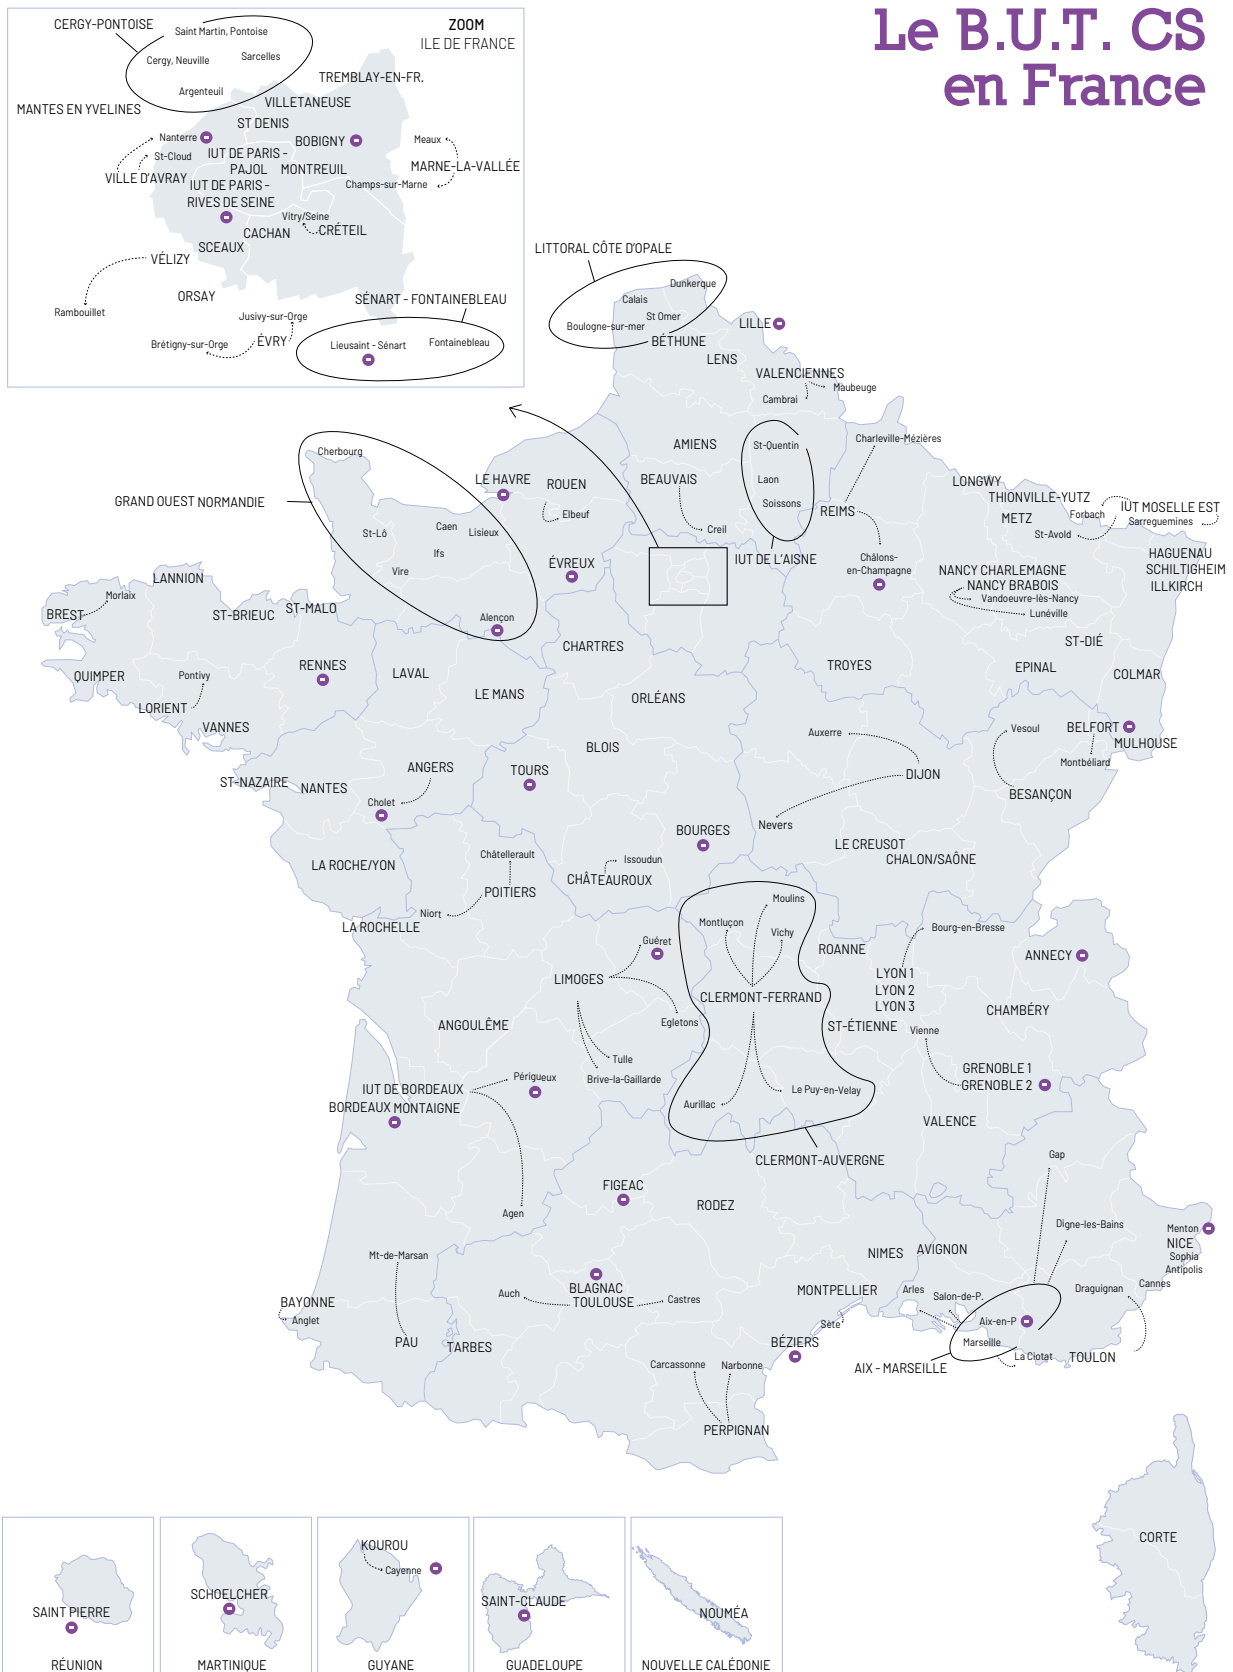 Le B.U.T. CS
en France
ZOOM
ILE DE FRANCE
CERGY-PONTOISE
Saint Martin, Pontoise
Cergy, Neuville
Sarcelles
Argenteuil
TREMBLAY-EN-FR.
MANTES EN YVELINES
VILLETANEUSE
ST DENIS
Nanterre
BOBIGNY
Meaux
St-Cloud
IUT DE PARIS -
PAJOL
MONTREUIL
MARNE-LA-VALLÉE
VILLE D'AVRAY
IUT DE PARIS -
RIVES DE SEINE
Champs-sur-Marne
Vitry/Seine
CACHAN
CRÉTEIL
SCEAUX
VÉLIZY
ORSAY
SÉNART - FONTAINEBLEAU
Rambouillet
Jusivy-sur-Orge
ÉVRY
Brétigny-sur-Orge
Lieusaint - Sénart
Fontainebleau
LITTORAL CÔTE D'OPALE
Dunkerque
Calais
St Omer
Boulogne-sur-mer
LILLE
BÉTHUNE
LENS
VALENCIENNES
Maubeuge
Cambrai
AMIENS
St-Quentin
Charleville-Mézières
Cherbourg
LE HAVRE
ROUEN
BEAUVAIS
Laon
Soissons
GRAND OUEST NORMANDIE
Elbeuf
Creil
REIMS
LONGWY
THIONVILLE-YUTZ
IUT MOSELLE EST
METZ
Forbach
Sarreguemines
St-Avold
St-Lô
Caen
Lisieux
Ifs
Vire
ÉVREUX
IUT DE L'AISNE
Châlons-
en-Champagne
NANCY CHARLEMAGNE
NANCY BRABOIS
Vandoeuvre-lès-Nancy
Lunéville
HAGUENAU
SCHILTIGHEIM
ILLKIRCH
LANNION
Morlaix
BREST
ST-BRIEUC
ST-MALO
Alençon
CHARTRES
ST-DIÉ
QUIMPER
Pontivy
RENNES
LAVAL
TROYES
EPINAL
COLMAR
LE MANS
ORLÉANS
LORIENT
VANNES
BLOIS
Auxerre
Vesoul
BELFORT
MULHOUSE
Montbéliard
ANGERS
TOURS
DIJON
ST-NAZAIRE
NANTES
Cholet
BESANÇON
Nevers
BOURGES
LE CREUSOT
CHALON/SAÔNE
LA ROCHE/YON
Châtellerault
Issoudun
CHÂTEAUROUX
POITIERS
Niort
LA ROCHELLE
Moulins
Montluçon
Vichy
Guéret
ROANNE
Bourg-en-Bresse
ANNECY
LIMOGES
LYON 1
LYON 2
LYON 3
CLERMONT-FERRAND
ANGOULÊME
Egletons
ST-ÉTIENNE
Vienne
CHAMBÉRY
Tulle
Brive-la-Gaillarde
Périgueux
IUT DE BORDEAUX
BORDEAUX MONTAIGNE
GRENOBLE 1
GRENOBLE 2
Le Puy-en-Velay
Aurillac
VALENCE
CLERMONT-AUVERGNE
Gap
FIGEAC
RODEZ
Agen
Digne-les-Bains
Menton
NICE
Sophia
Antipolis
Cannes
Mt-de-Marsan
NIMES
AVIGNON
BLAGNAC
TOULOUSE
Auch
Castres
MONTPELLIER
Arles
Salon-de-P.
Draguignan
BAYONNE
Anglet
Sète
Aix-en-P
Marseille
PAU
TARBES
BÉZIERS
La Ciotat
TOULON
AIX - MARSEILLE
Carcassonne
Narbonne
PERPIGNAN
CORTE
SAINT PIERRE
RÉUNION
SCHOELCHER
MARTINIQUE
KOUROU
Cayenne
GUYANE
SAINT-CLAUDE
GUADELOUPE
NOUMÉA
NOUVELLE CALÉDONIE